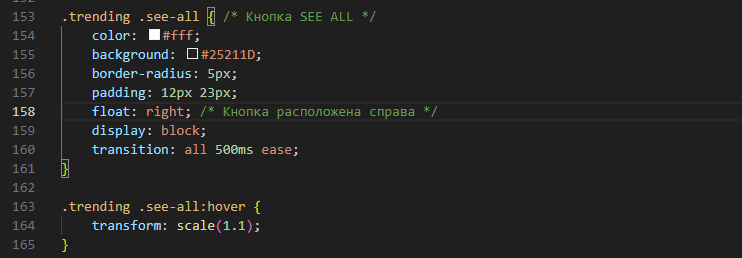 153 .trending .see-all { /* Кнопка SEE ALL */
154 color: #fff;
155 background: #25211D;
156 border-radius: 5px;
157 padding: 12px 23px;
158 float: right; /* Кнопка расположена справа */
159 display: block;
160 transition: all 500ms ease;
161 }
162
163 .trending .see-all:hover {
164 transform: scale(1.1);
165 }